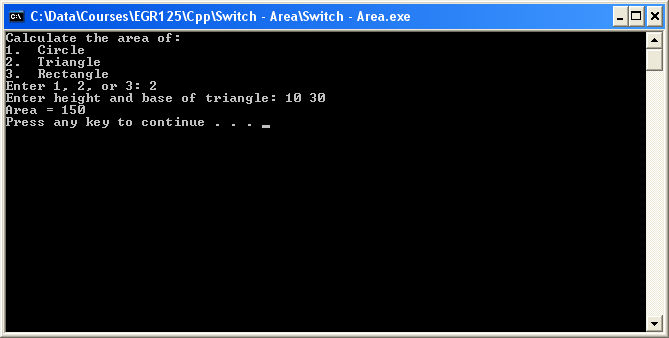 C:\Data\Courses\EGR125\Cpp\Switch - Area\Switch - Area.exe
Calculate the area of:
1.  Circle
2.  Triangle
3.  Rectangle
Enter 1, 2, or 3: 2
Enter height and base of triangle: 10 30
Area = 150
Press any key to continue . . . _